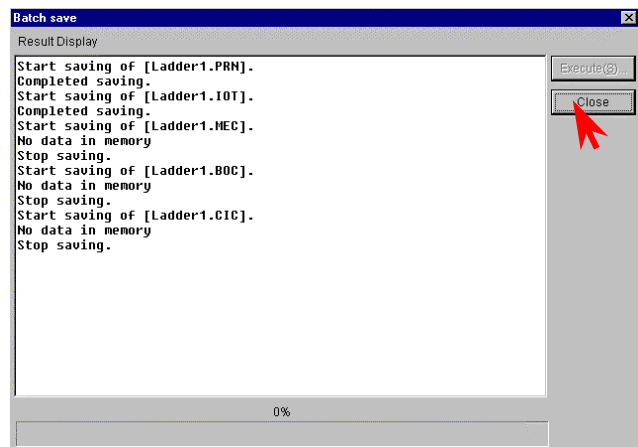 Batch save
Result Display
Start saving of [Ladder1.PRN].
Completed saving.
Start saving of [Ladder1.IOT].
Completed saving.
Start saving of [Ladder1.MEC].
No data in memory
Stop saving.
Start saving of [Ladder1.BOC].
No data in memory
Stop saving.
Start saving of [Ladder1.CIC].
No data in memory
Stop saving.
Execute(S)...
Close
0%